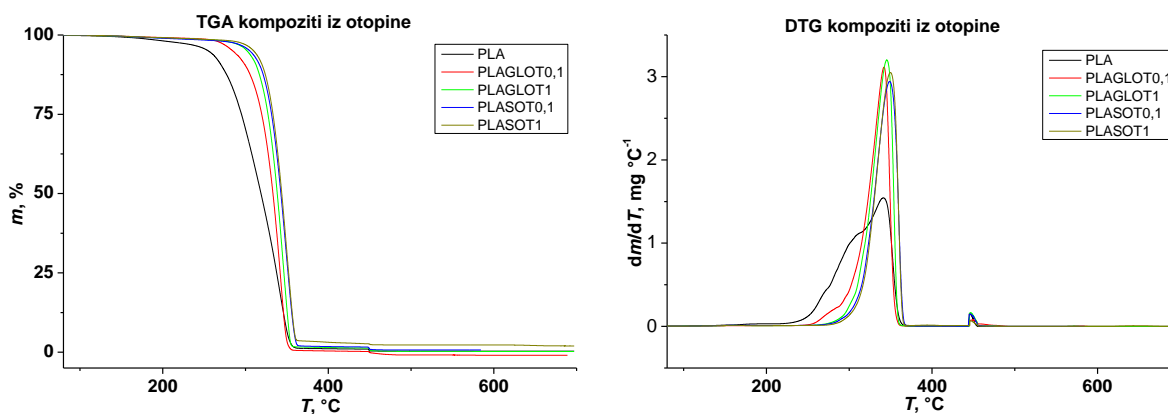 TGA kompoziti iz otopine
100
75
50
25
0
m, %
200
400
600
T, °C
PLA
PLAGLOT0,1
PLAGLOT1
PLASOT0,1
PLASOT1
DTG kompoziti iz otopine
3
2
1
0
dm/dT, mg °C⁻¹
200
400
600
T, °C
PLA
PLAGLOT0,1
PLAGLOT1
PLASOT0,1
PLASOT1